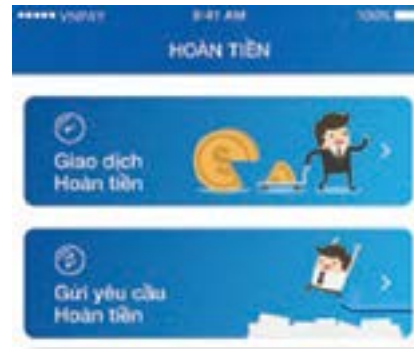 VNPAY 9:41 AM 100%
HOÀN TIỀN
Giao dịch
Hoàn tiền
Gửi yêu cầu
Hoàn tiền